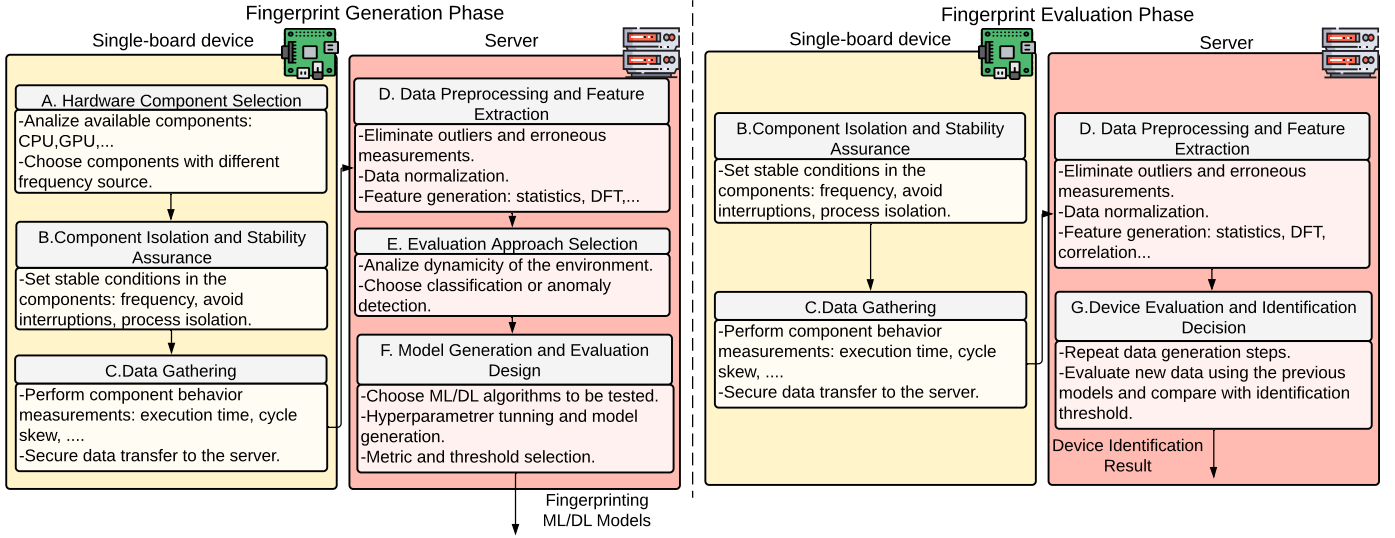 Fingerprint Generation Phase
Single-board device
Server
A. Hardware Component Selection
-Analize available components:
CPU,GPU,...
-Choose components with different
frequency source.
B.Component Isolation and Stability
Assurance
-Set stable conditions in the
components: frequency, avoid
interruptions, process isolation.
C.Data Gathering
-Perform component behavior
measurements: execution time, cycle
skew, ....
-Secure data transfer to the server.
D. Data Preprocessing and Feature
Extraction
-Eliminate outliers and erroneous
measurements.
-Data normalization.
-Feature generation: statistics, DFT,...
E. Evaluation Approach Selection
-Analize dynamicity of the environment.
-Choose classification or anomaly
detection.
F. Model Generation and Evaluation
Design
-Choose ML/DL algorithms to be tested.
-Hyperparametrer tunning and model
generation.
-Metric and threshold selection.
Fingerprinting
ML/DL Models
Fingerprint Evaluation Phase
Single-board device
Server
B.Component Isolation and Stability
Assurance
-Set stable conditions in the
components: frequency, avoid
interruptions, process isolation.
C.Data Gathering
-Perform component behavior
measurements: execution time, cycle
skew, ....
-Secure data transfer to the server.
D. Data Preprocessing and Feature
Extraction
-Eliminate outliers and erroneous
measurements.
-Data normalization.
-Feature generation: statistics, DFT,
correlation...
G.Device Evaluation and Identification
Decision
-Repeat data generation steps.
-Evaluate new data using the previous
models and compare with identification
threshold.
Device Identification
Result